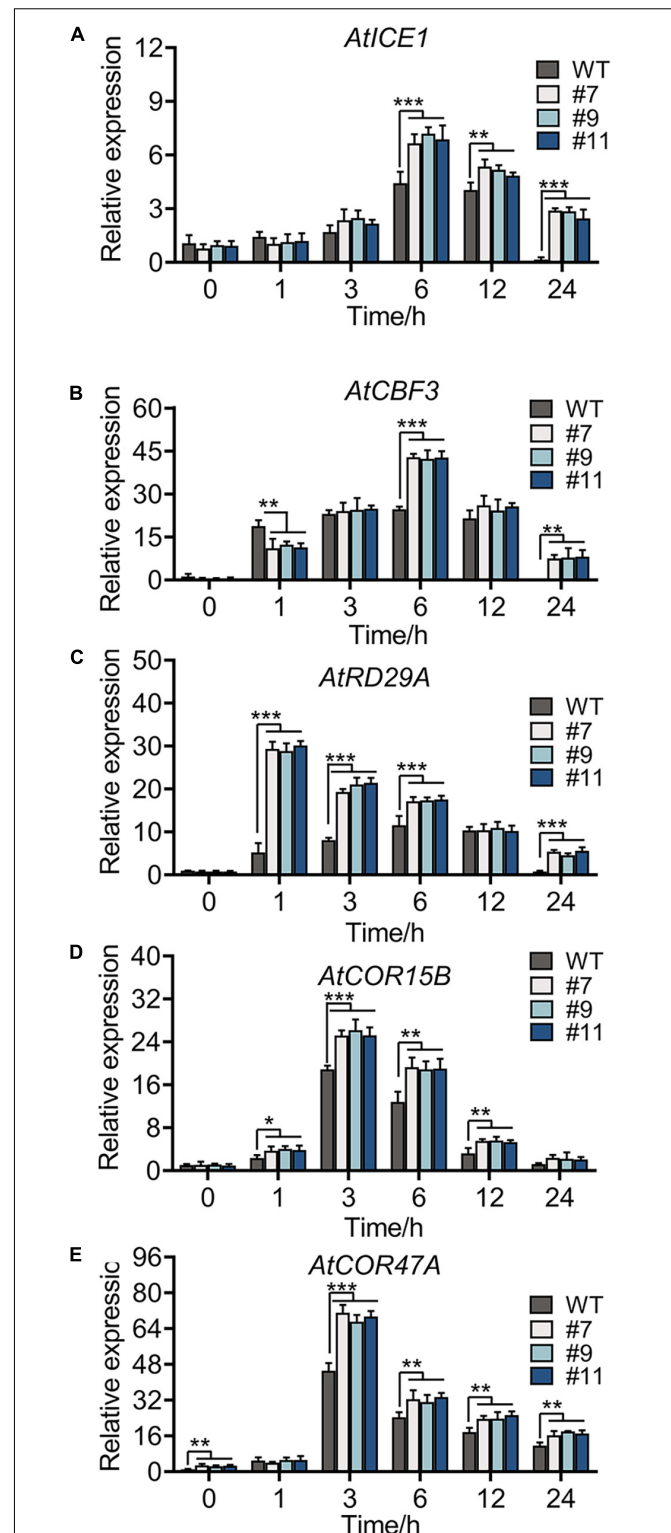 A
AtICE1
Relative expression
12
9
6
3
0
***
**
***
WT
#7
#9
#11
0 1 3 6 12 24
Time/h
B
AtCBF3
Relative expression
60
45
30
15
0
**
***
**
WT
#7
#9
#11
0 1 3 6 12 24
Time/h
C
AtRD29A
Relative expression
50
40
30
20
10
0
***
***
***
***
WT
#7
#9
#11
0 1 3 6 12 24
Time/h
D
AtCOR15B
Relative expression
40
32
24
16
8
0
*
***
**
**
WT
#7
#9
#11
0 1 3 6 12 24
Time/h
E
AtCOR47A
Relative expressic
96
80
64
48
32
16
0
**
***
**
**
**
WT
#7
#9
#11
0 1 3 6 12 24
Time/h